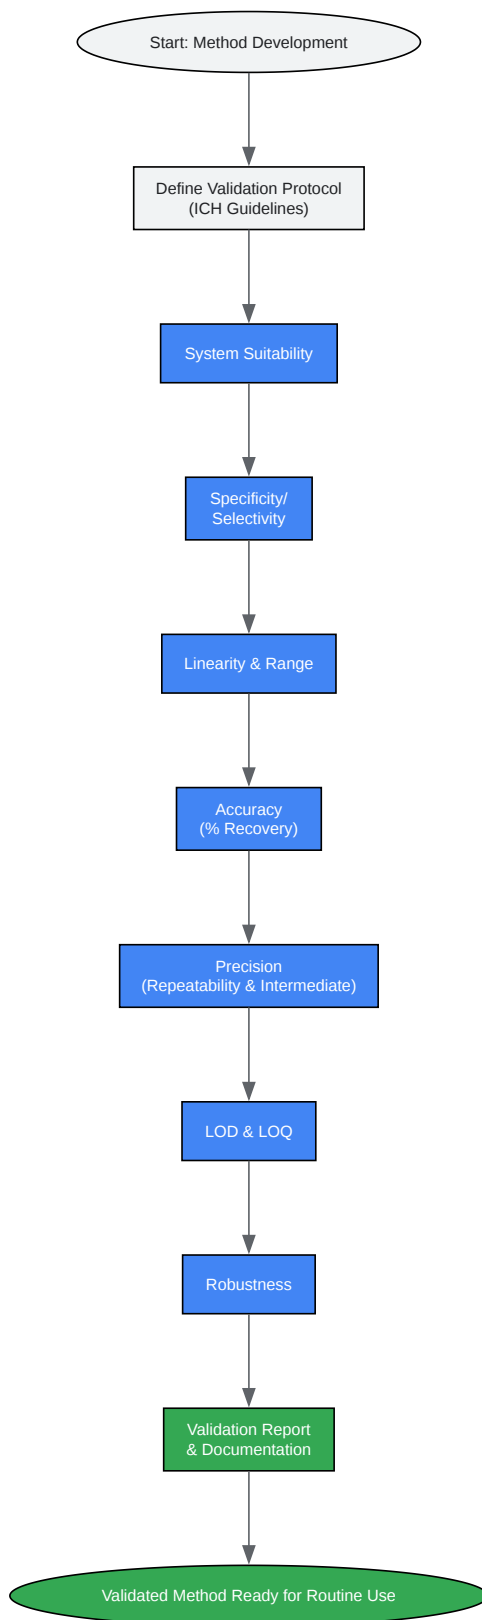 Start: Method Development
Define Validation Protocol
(ICH Guidelines)
System Suitability
Specificity/
Selectivity
Linearity & Range
Accuracy
(% Recovery)
Precision
(Repeatability & Intermediate)
LOD & LOQ
Robustness
Validation Report
& Documentation
Validated Method Ready for Routine Use